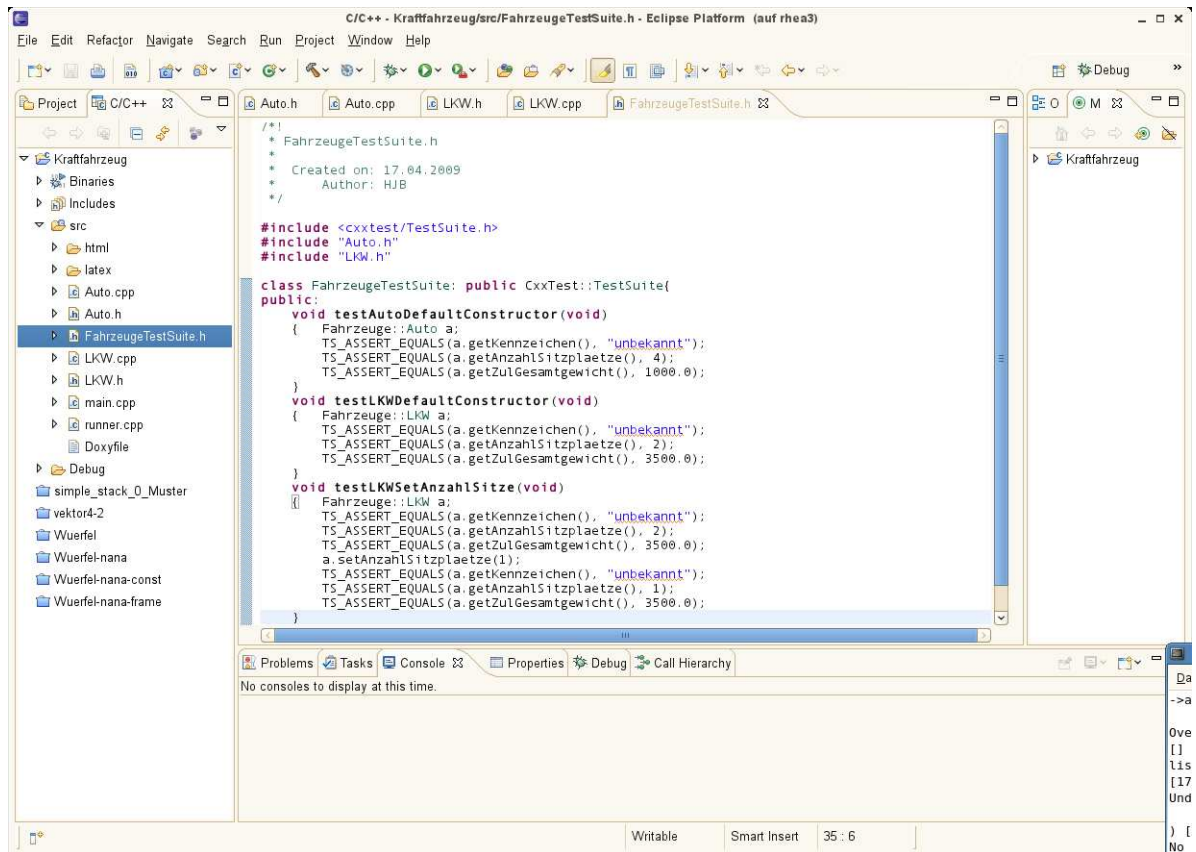 C/C++ - Kraftfahrzeug/src/FahrzeugeTestSuite.h - Eclipse Platform (auf rhea3)
File Edit Refactor Navigate Search Run Project Window Help
Debug »
Project C/C++
Auto.h Auto.cpp LKW.h LKW.cpp FahrzeugeTestSuite.h
O M
Kraftfahrzeug
Binaries
Includes
src
html
latex
Auto.cpp
Auto.h
FahrzeugeTestSuite.h
LKW.cpp
LKW.h
main.cpp
runner.cpp
Doxyfile
Debug
simple_stack_0_Muster
vektor4-2
Wuerfel
Wuerfel-nana
Wuerfel-nana-const
Wuerfel-nana-frame
/*!
 * FahrzeugeTestSuite.h
 *
 *  Created on: 17.04.2009
 *      Author: HJB
 */
#include <cxxtest/TestSuite.h>
#include "Auto.h"
#include "LKW.h"
class FahrzeugeTestSuite: public CxxTest::TestSuite{
public:
    void testAutoDefaultConstructor(void)
    {   Fahrzeuge::Auto a;
        TS_ASSERT_EQUALS(a.getKennzeichen(), "unbekannt");
        TS_ASSERT_EQUALS(a.getAnzahlSitzplaetze(), 4);
        TS_ASSERT_EQUALS(a.getZulGesamtgewicht(), 1000.0);
    }
    void testLKWDefaultConstructor(void)
    {   Fahrzeuge::LKW a;
        TS_ASSERT_EQUALS(a.getKennzeichen(), "unbekannt");
        TS_ASSERT_EQUALS(a.getAnzahlSitzplaetze(), 2);
        TS_ASSERT_EQUALS(a.getZulGesamtgewicht(), 3500.0);
    }
    void testLKWSetAnzahlSitze(void)
    {   Fahrzeuge::LKW a;
        TS_ASSERT_EQUALS(a.getKennzeichen(), "unbekannt");
        TS_ASSERT_EQUALS(a.getAnzahlSitzplaetze(), 2);
        TS_ASSERT_EQUALS(a.getZulGesamtgewicht(), 3500.0);
        a.setAnzahlSitzplaetze(1);
        TS_ASSERT_EQUALS(a.getKennzeichen(), "unbekannt");
        TS_ASSERT_EQUALS(a.getAnzahlSitzplaetze(), 1);
        TS_ASSERT_EQUALS(a.getZulGesamtgewicht(), 3500.0);
    }
Kraftfahrzeug
Problems Tasks Console Properties Debug Call Hierarchy
No consoles to display at this time.
Da
->a
Ove
[]
lis
[17
Und
) [
No
Writable Smart Insert 35 : 6